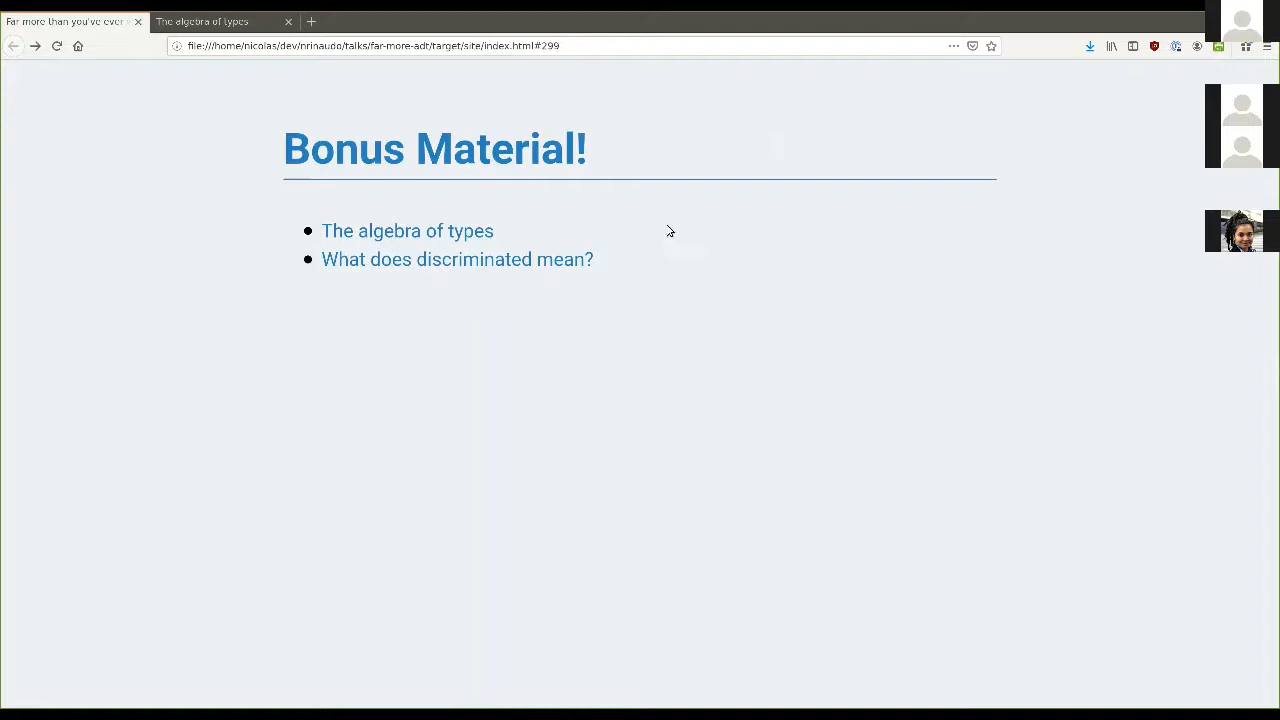 Far more than you've ever
The algebra of types
file:///home/nicolas/dev/nrinaudo/talks/far-more-adt/target/site/index.html#299
Bonus Material!
The algebra of types
What does discriminated mean?